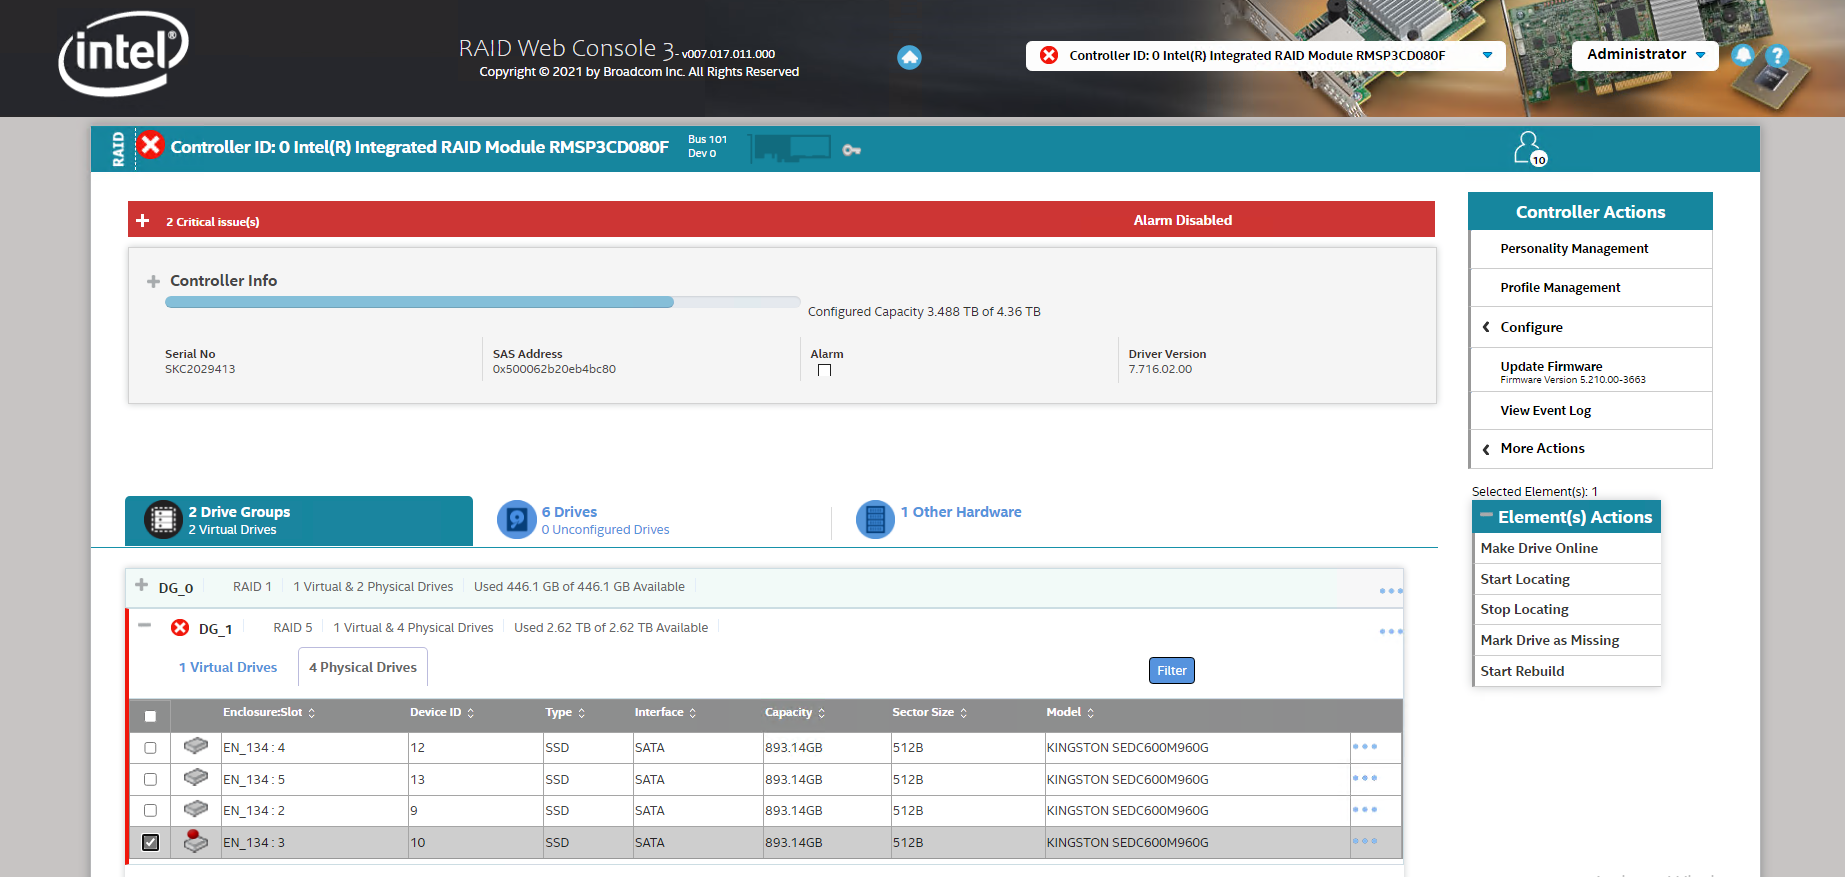 intel
RAID Web Console 3- v007.017.011.000
Copyright © 2021 by Broadcom Inc. All Rights Reserved
Controller ID: 0 Intel(R) Integrated RAID Module RMSP3CD080F
Administrator
?
RAID
Controller ID: 0 Intel(R) Integrated RAID Module RMSP3CD080F
Bus 101
Dev 0
10
2 Critical issue(s)
Alarm Disabled
Controller Info
Configured Capacity 3.488 TB of 4.36 TB
Serial No
SKC2029413
SAS Address
0x500062b20eb4bc80
Alarm
Driver Version
7.716.02.00
Controller Actions
Personality Management
Profile Management
Configure
Update Firmware
Firmware Version 5.210.00-3663
View Event Log
More Actions
Selected Element(s): 1
Element(s) Actions
Make Drive Online
Start Locating
Stop Locating
Mark Drive as Missing
Start Rebuild
2 Drive Groups
2 Virtual Drives
6 Drives
0 Unconfigured Drives
1 Other Hardware
DG_0 RAID 1 1 Virtual & 2 Physical Drives Used 446.1 GB of 446.1 GB Available
DG_1 RAID 5 1 Virtual & 4 Physical Drives Used 2.62 TB of 2.62 TB Available
1 Virtual Drives 4 Physical Drives Filter
Enclosure:Slot Device ID Type Interface Capacity Sector Size Model
EN_134 : 4 12 SSD SATA 893.14GB 512B KINGSTON SEDC600M960G
EN_134 : 5 13 SSD SATA 893.14GB 512B KINGSTON SEDC600M960G
EN_134 : 2 9 SSD SATA 893.14GB 512B KINGSTON SEDC600M960G
EN_134 : 3 10 SSD SATA 893.14GB 512B KINGSTON SEDC600M960G